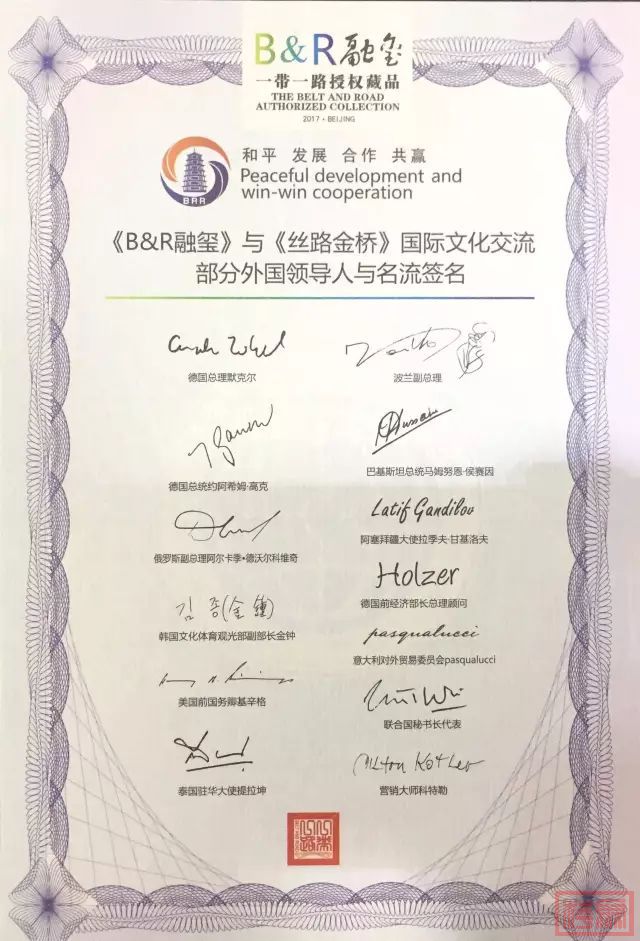 B&R融玺
一带一路授权藏品
THE BELT AND ROAD
AUTHORIZED COLLECTION
2017·BEIJING
和平 发展 合作 共赢
Peaceful development and
win-win cooperation
BRR
《B&R融玺》与《丝路金桥》国际文化交流
部分外国领导人与名流签名
德国总理默克尔
波兰副总理
德国总统约阿希姆·高克
巴基斯坦总统马姆努恩·侯赛因
Latif Gandilov
俄罗斯副总理阿尔卡季·德沃尔科维奇
阿塞拜疆大使拉季夫·甘基洛夫
Holzer
김종(金鍾)
德国前经济部长总理顾问
韩国文化体育观光部副部长金钟
pasqualucci
意大利对外贸易委员会pasqualucci
美国前国务卿基辛格
联合国秘书长代表
Milton Kotler
泰国驻华大使提拉坤
营销大师科特勒